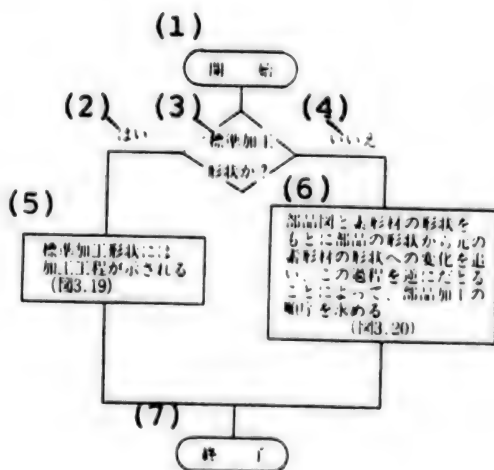 (1)
開 始
(2)
(3)
(4)
はい
標準加工
いいえ
形状か?
(5)
(6)
標準加工形状には
加工工程が示される
(図3.19)
部品図と素形材の形状を
もとに部品の形状から元の
素形材の形状への変化を追
い、この過程を逆にたどる
ことによって、部品加工の
順序を求める
(図3.20)
(7)
終 了